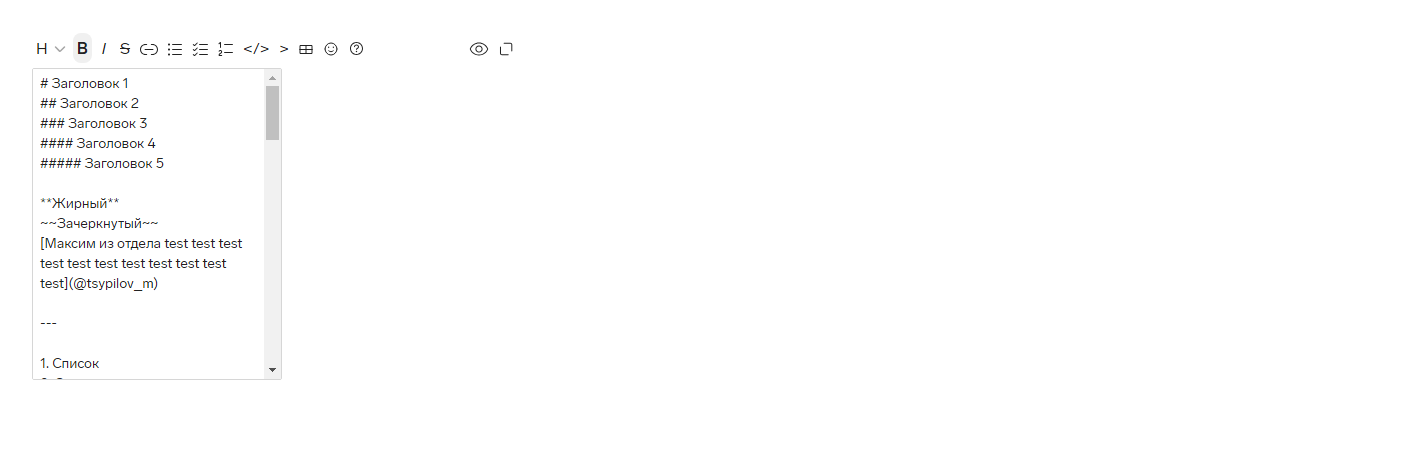 H B I S </> >
# Заголовок 1
## Заголовок 2
### Заголовок 3
#### Заголовок 4
##### Заголовок 5
**Жирный**
~~Зачеркнутый~~
[Максим из отдела test test test
test test test test test test test
test](@tsypilov_m)
---
1. Список